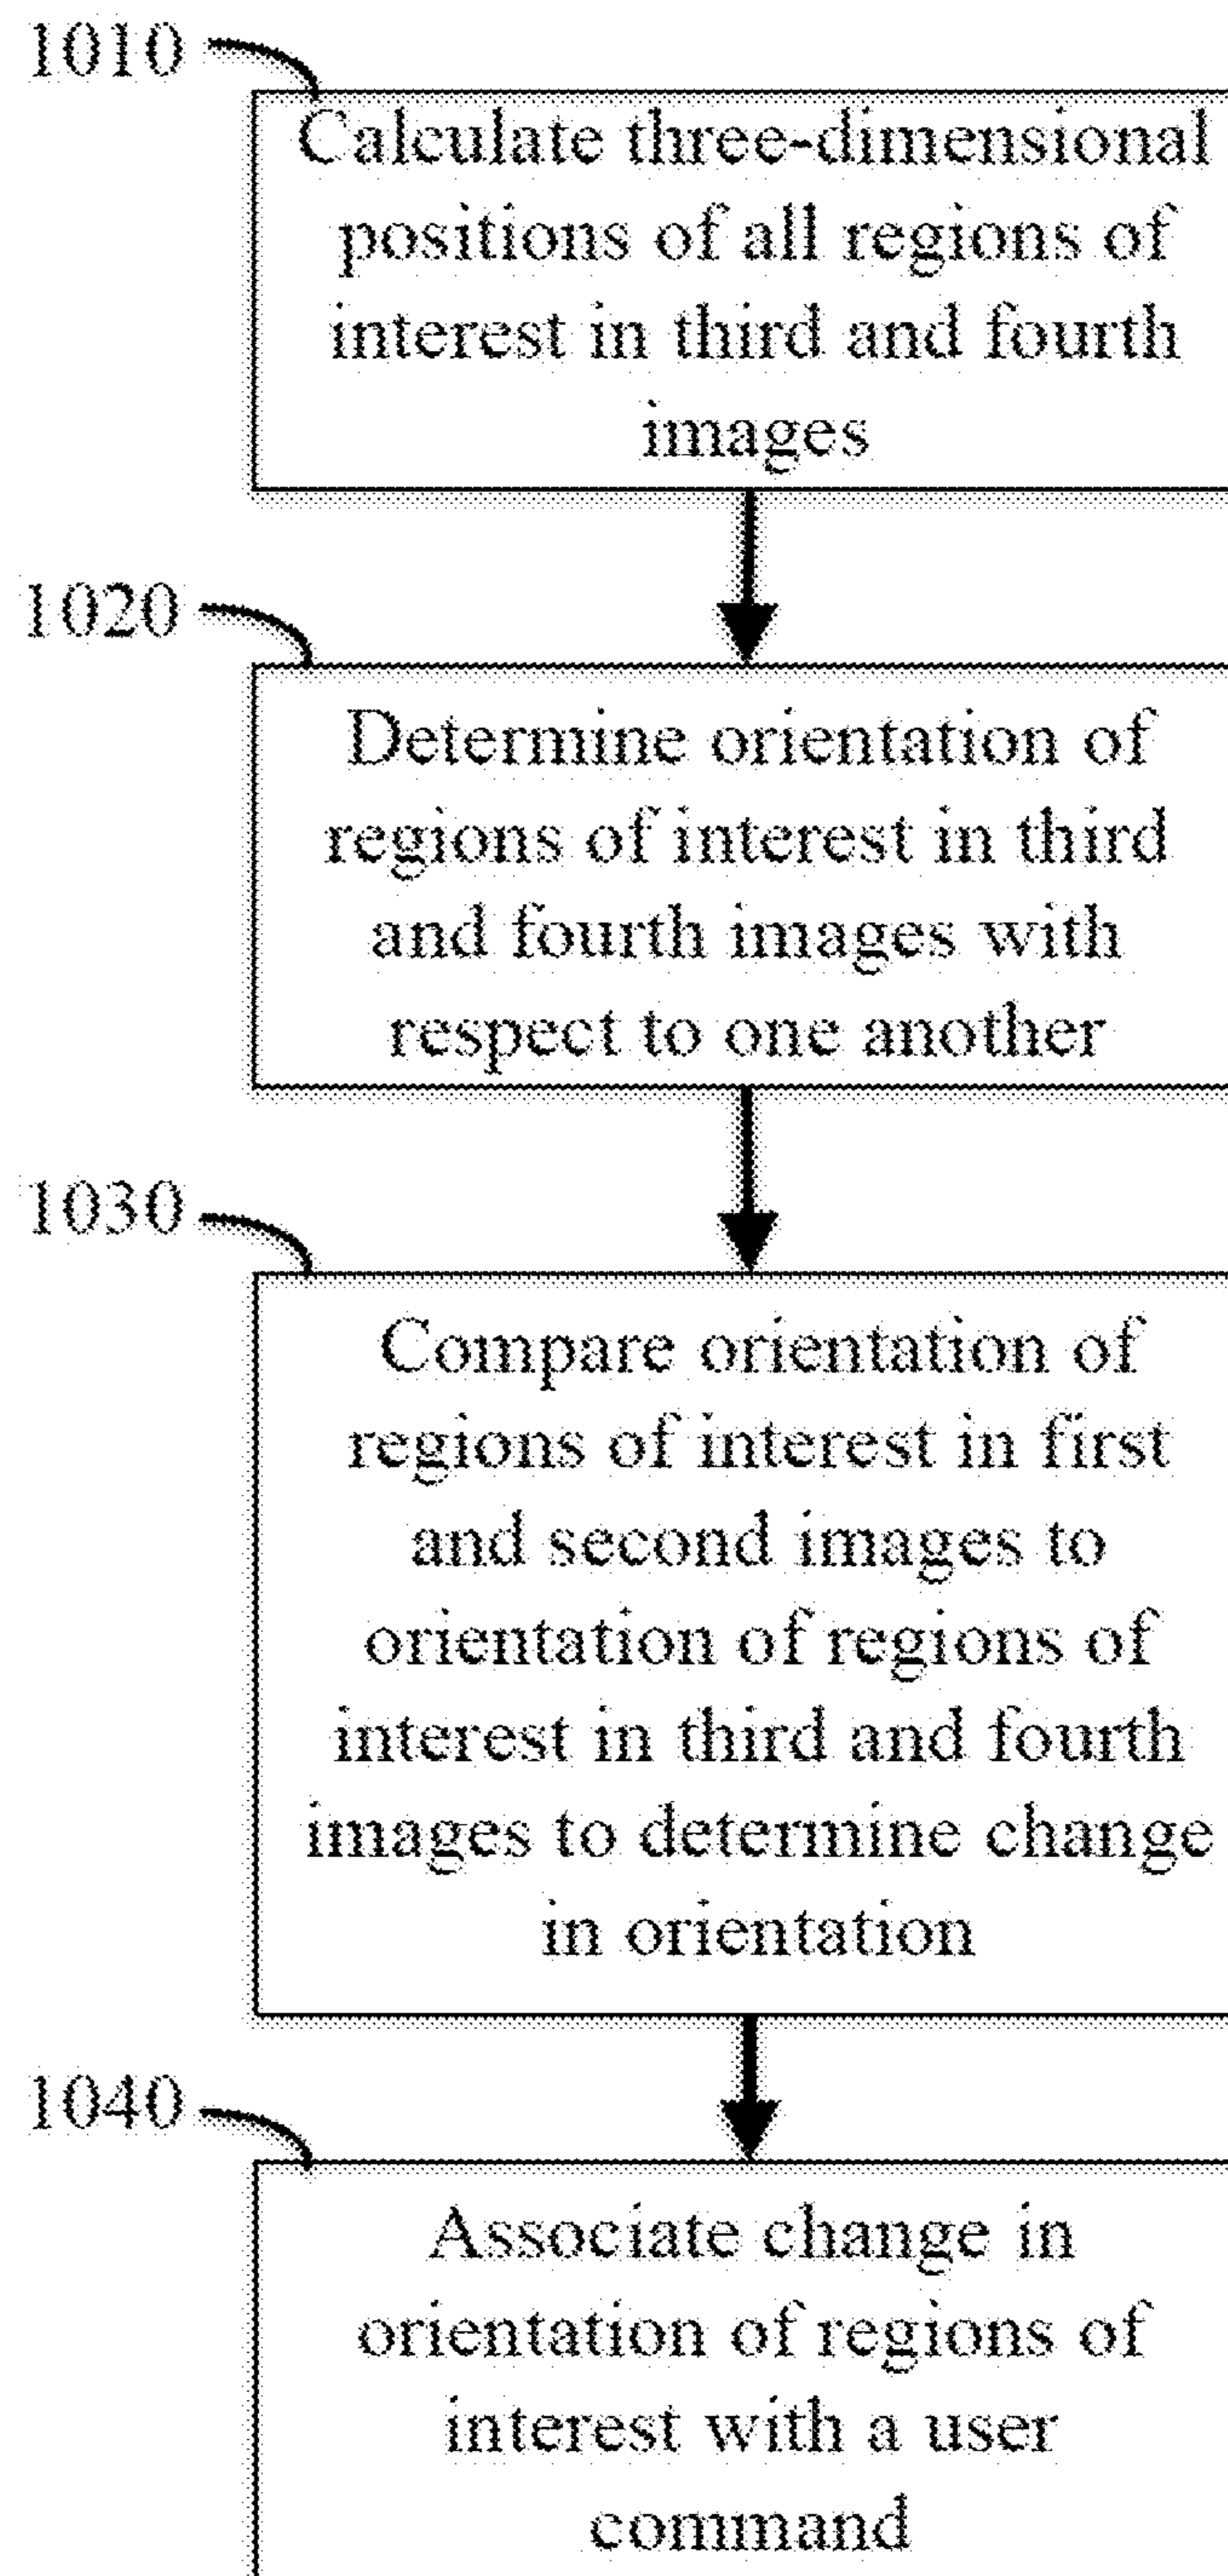 1010
Calculate three-dimensional
positions of all regions of
interest in third and fourth
images
1020
Determine orientation of
regions of interest in third
and fourth images with
respect to one another
1030
Compare orientation of
regions of interest in first
and second images to
orientation of regions of
interest in third and fourth
images to determine change
in orientation
1040
Associate change in
orientation of regions of
interest with a user
command